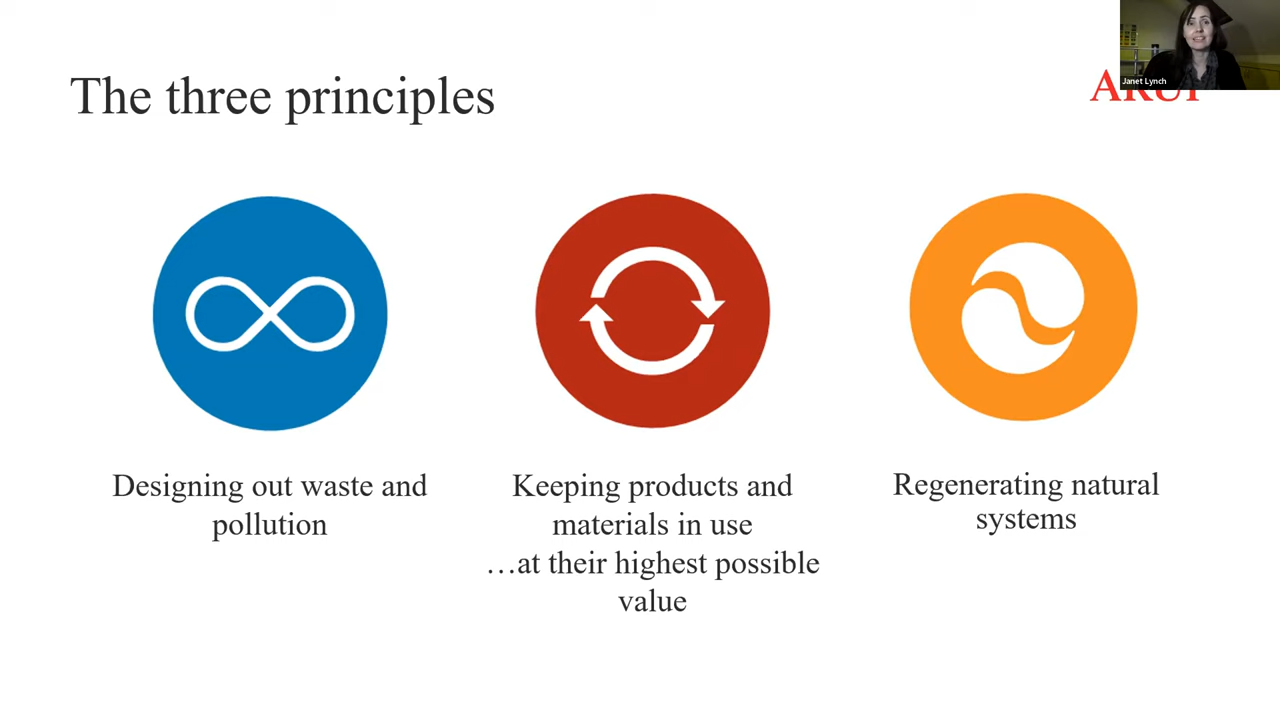 The three principles
Janet Lynch
Designing out waste and
pollution
Keeping products and
materials in use
…at their highest possible
value
Regenerating natural
systems